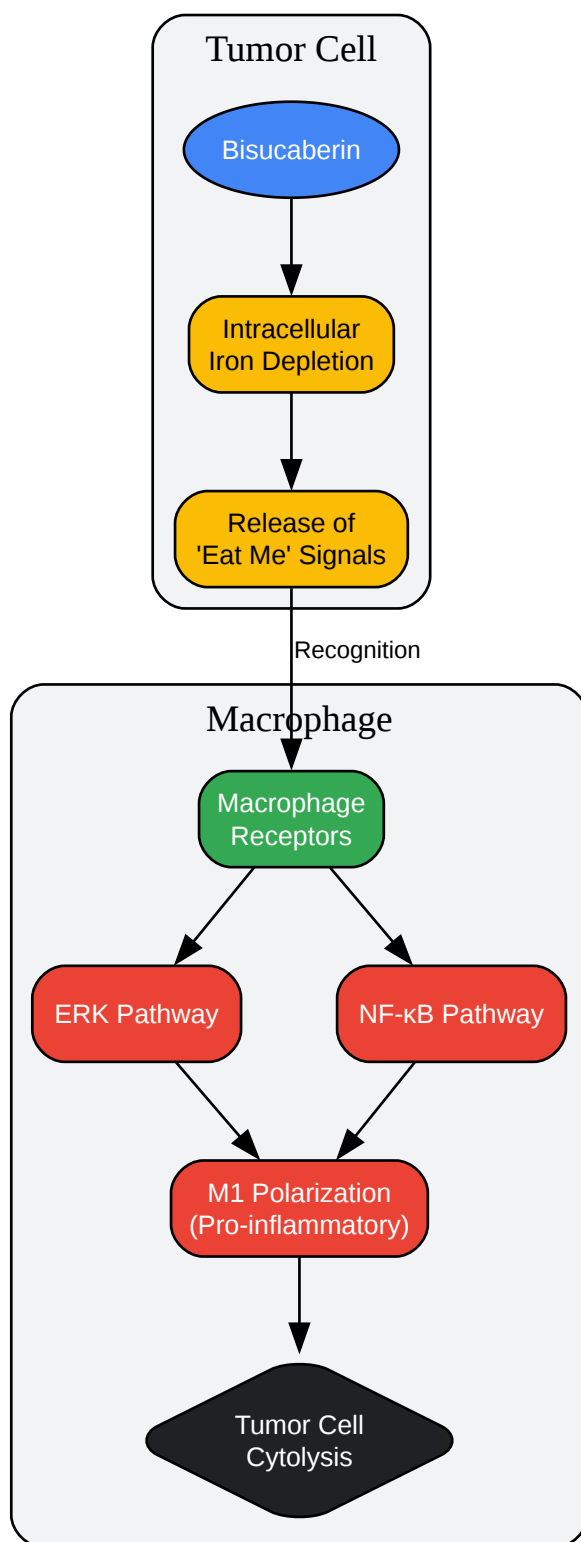 Tumor Cell
Bisucaberin
Intracellular
Iron Depletion
Release of
'Eat Me' Signals
Recognition
Macrophage
Macrophage
Receptors
ERK Pathway
NF-κB Pathway
M1 Polarization
(Pro-inflammatory)
Tumor Cell
Cytolysis